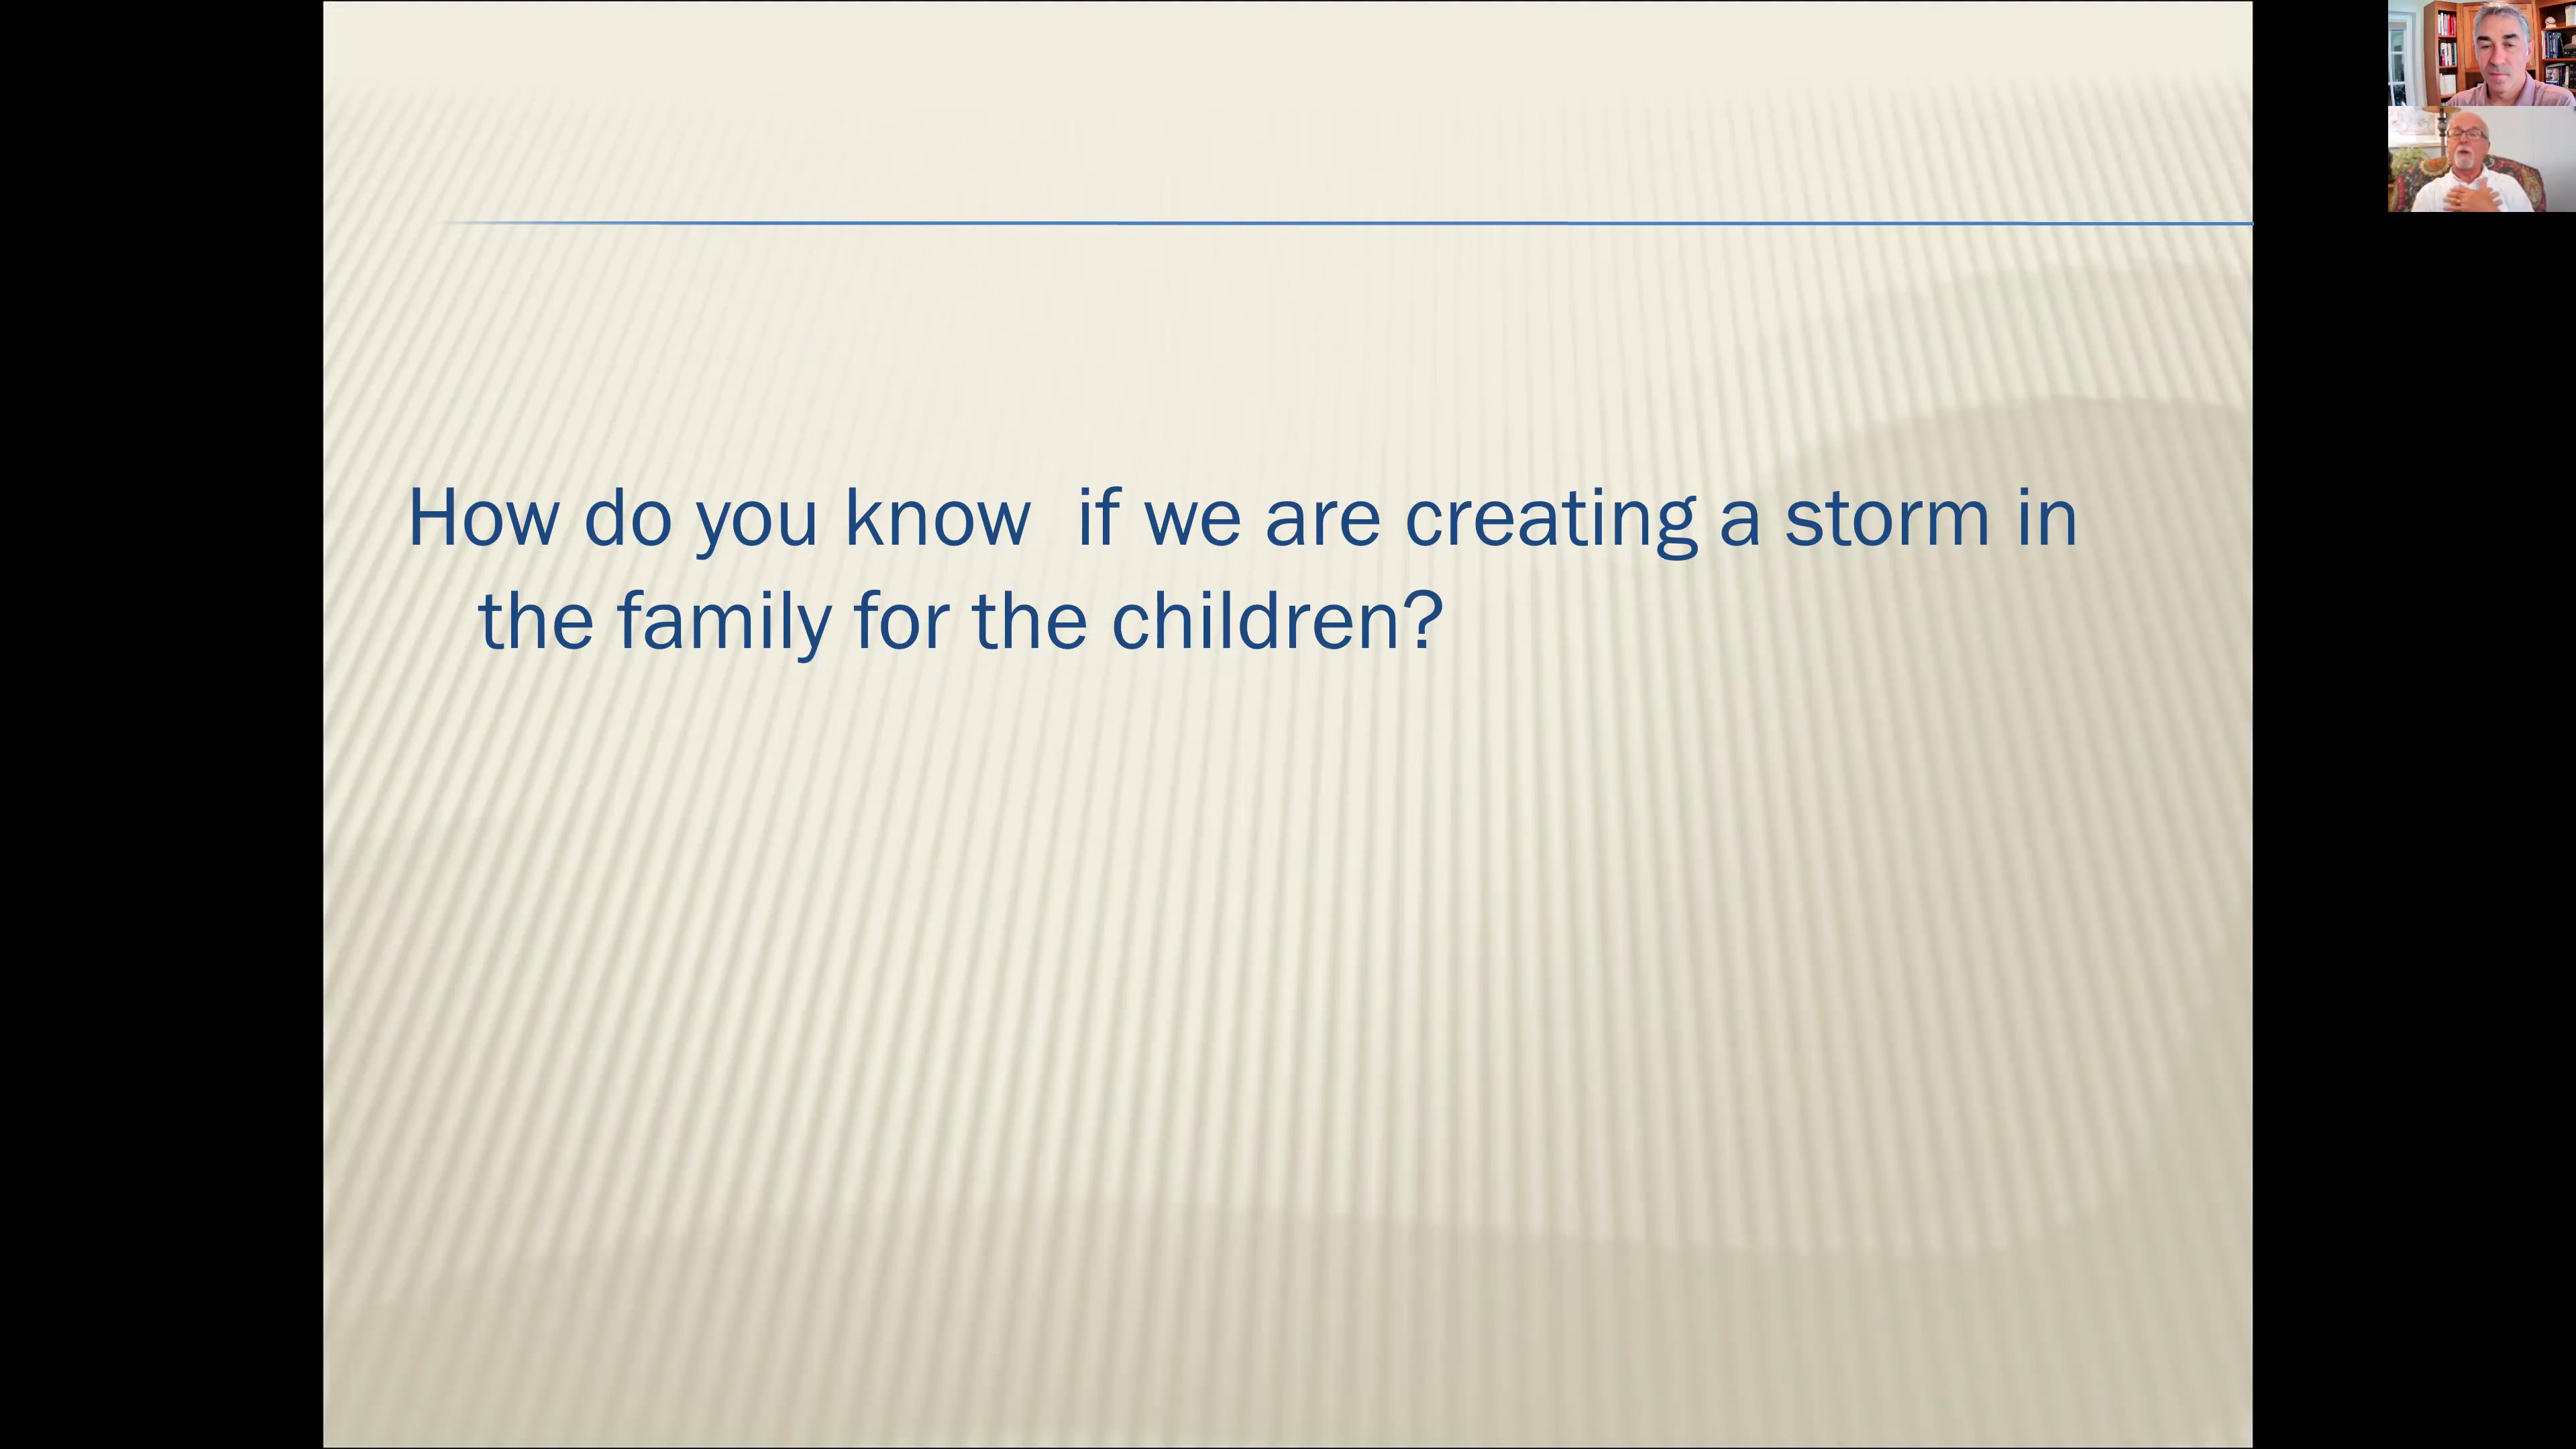 How do you know  if we are creating a storm in
the family for the children?